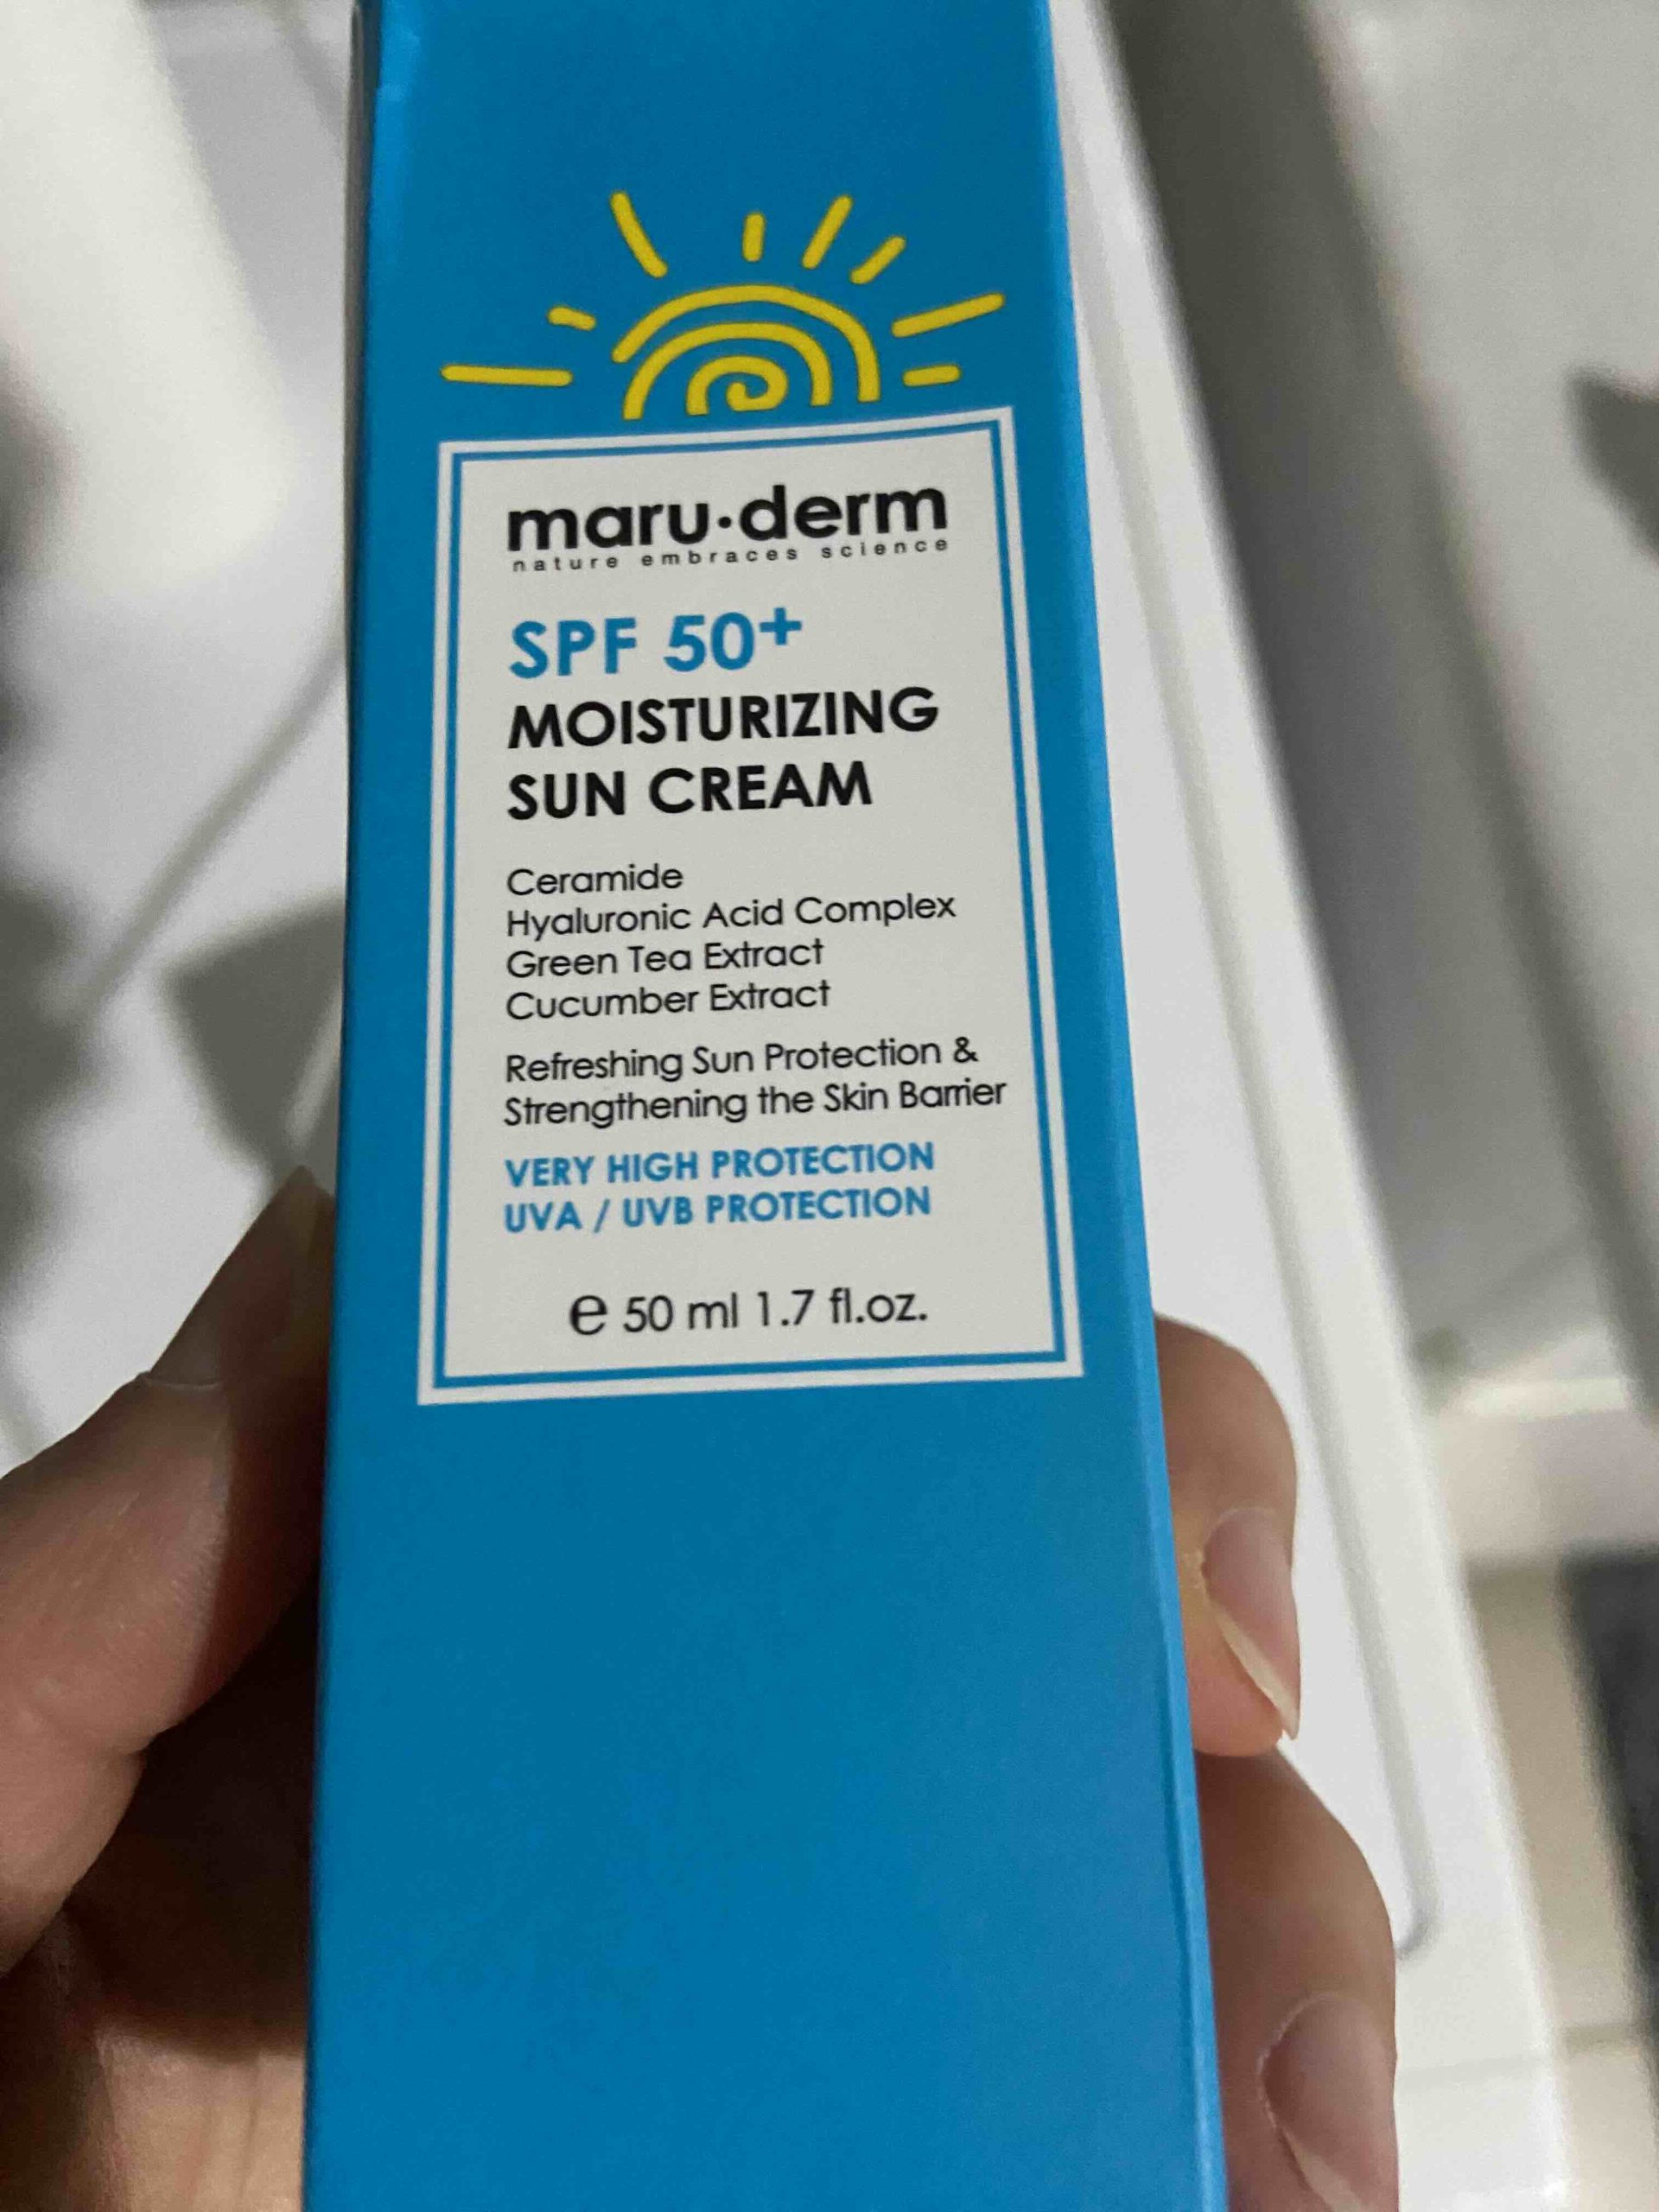 maru·derm
nature embraces science
SPF 50+
MOISTURIZING
SUN CREAM
Ceramide
Hyaluronic Acid Complex
Green Tea Extract
Cucumber Extract
Refreshing Sun Protection &
Strengthening the Skin Barrier
VERY HIGH PROTECTION
UVA / UVB PROTECTION
e 50 ml 1.7 fl.oz.